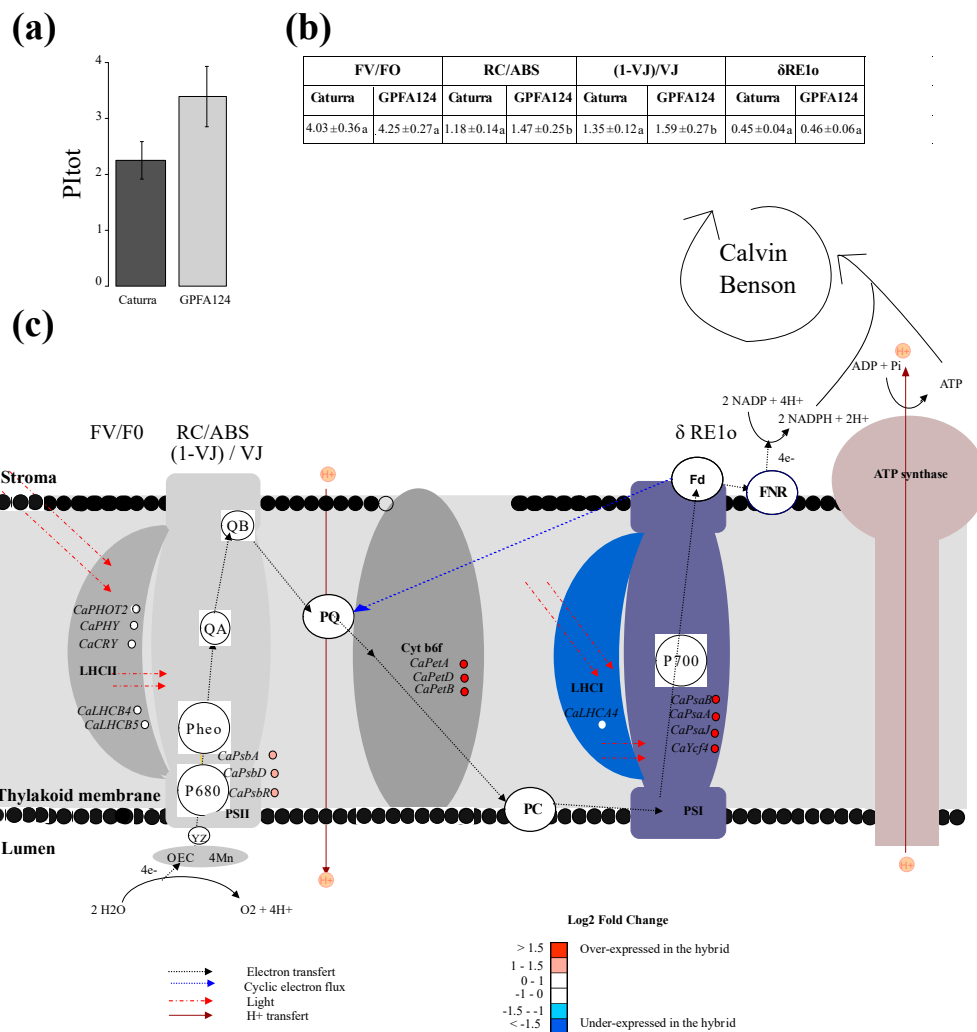 (a)
(b)
4
3
2
1
0
PItot
Caturra
GPFA124
FV/FO
RC/ABS
(1-VJ)/VJ
δRE1o
Caturra
GPFA124
Caturra
GPFA124
Caturra
GPFA124
Caturra
GPFA124
4.03 ±0.36 a
4.25 ±0.27 a
1.18 ±0.14 a
1.47 ±0.25 b
1.35 ±0.12 a
1.59 ±0.27 b
0.45 ±0.04 a
0.46 ±0.06 a
(c)
Calvin
Benson
H+
ADP + Pi
ATP
2 NADP + 4H+
2 NADPH + 2H+
4e-
FV/F0
RC/ABS
(1-VJ) / VJ
δ RE1o
Stroma
H+
Fd
FNR
ATP synthase
QB
CaPHOT2
CaPHY
CaCRY
LHCII
CaLHCB4
CaLHCB5
QA
Pheo
P680
CaPsbA
CaPsbD
CaPsbR
PSII
PQ
Cyt b6f
CaPetA
CaPetD
CaPetB
LHCI
CaLHCA4
P700
CaPsaB
CaPsaA
CaPsaJ
CaYcf4
Thylakoid membrane
PC
PSI
YZ
Lumen
OEC 4Mn
4e-
H+
H+
2 H2O
O2 + 4H+
Log2 Fold Change
> 1.5
Over-expressed in the hybrid
1 - 1.5
0 - 1
-1 - 0
-1.5 - -1
< -1.5
Under-expressed in the hybrid
Electron transfert
Cyclic electron flux
Light
H+ transfert